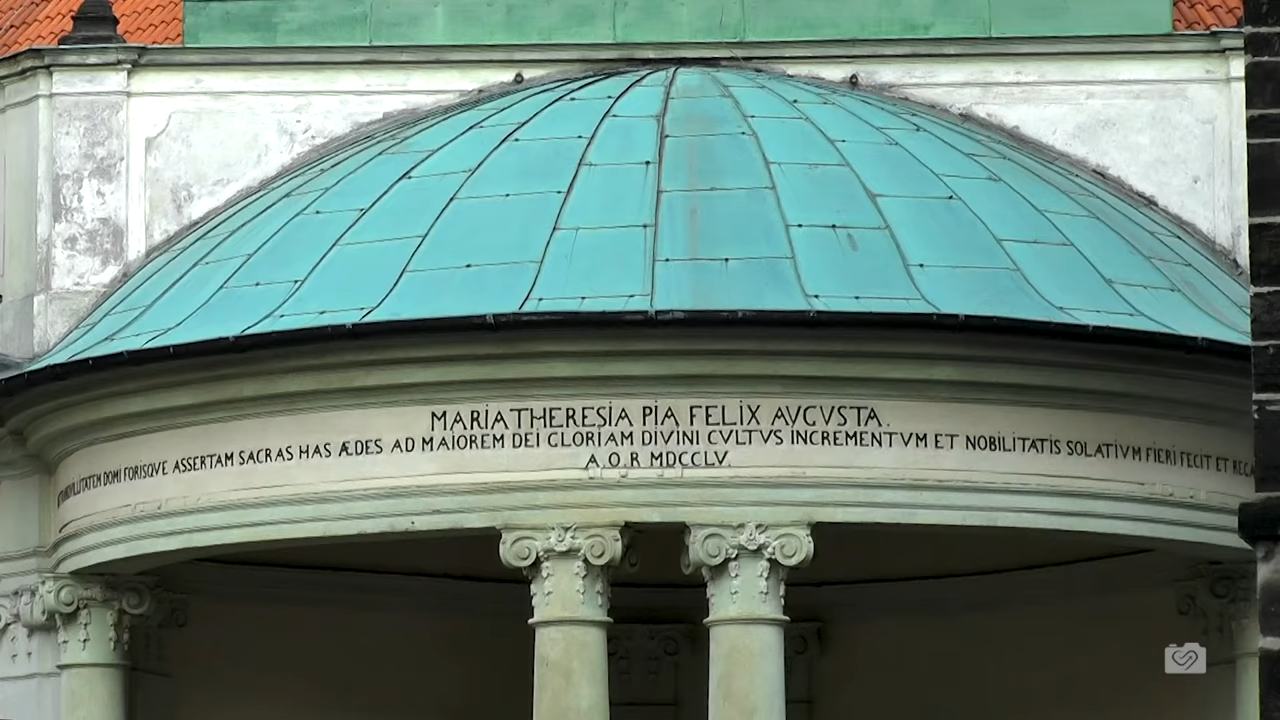 MARIA THERESIA PIA FELIX AVGVSTA.
DOMI FORISQVE ASSERTAM SACRAS HAS ÆDES AD MAIOREM DEI GLORIAM DIVINI CVLTVS INCREMENTVM ET NOBILITATIS SOLATIVM FIERI FECIT ET
A. O. R MDCCLV.